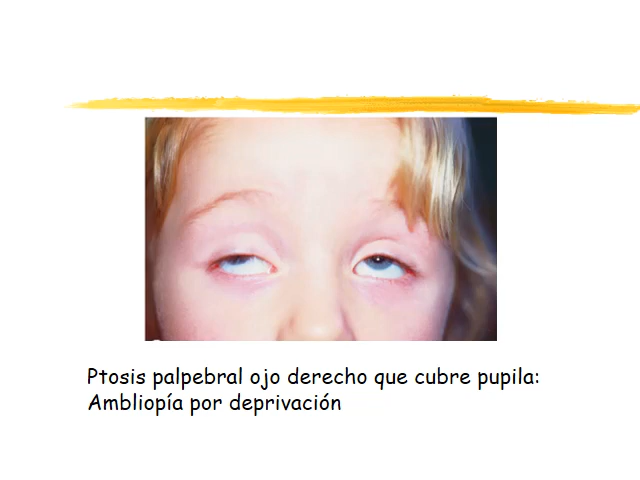 Ptosis palpebral ojo derecho que cubre pupila:
Ambliopía por deprivación